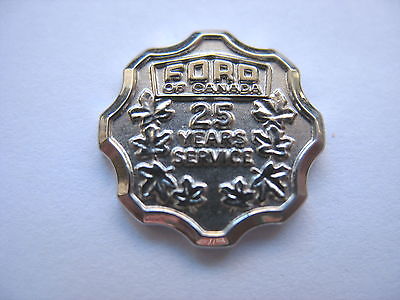 FORD
OF CANADA
25
YEARS
SERVICE